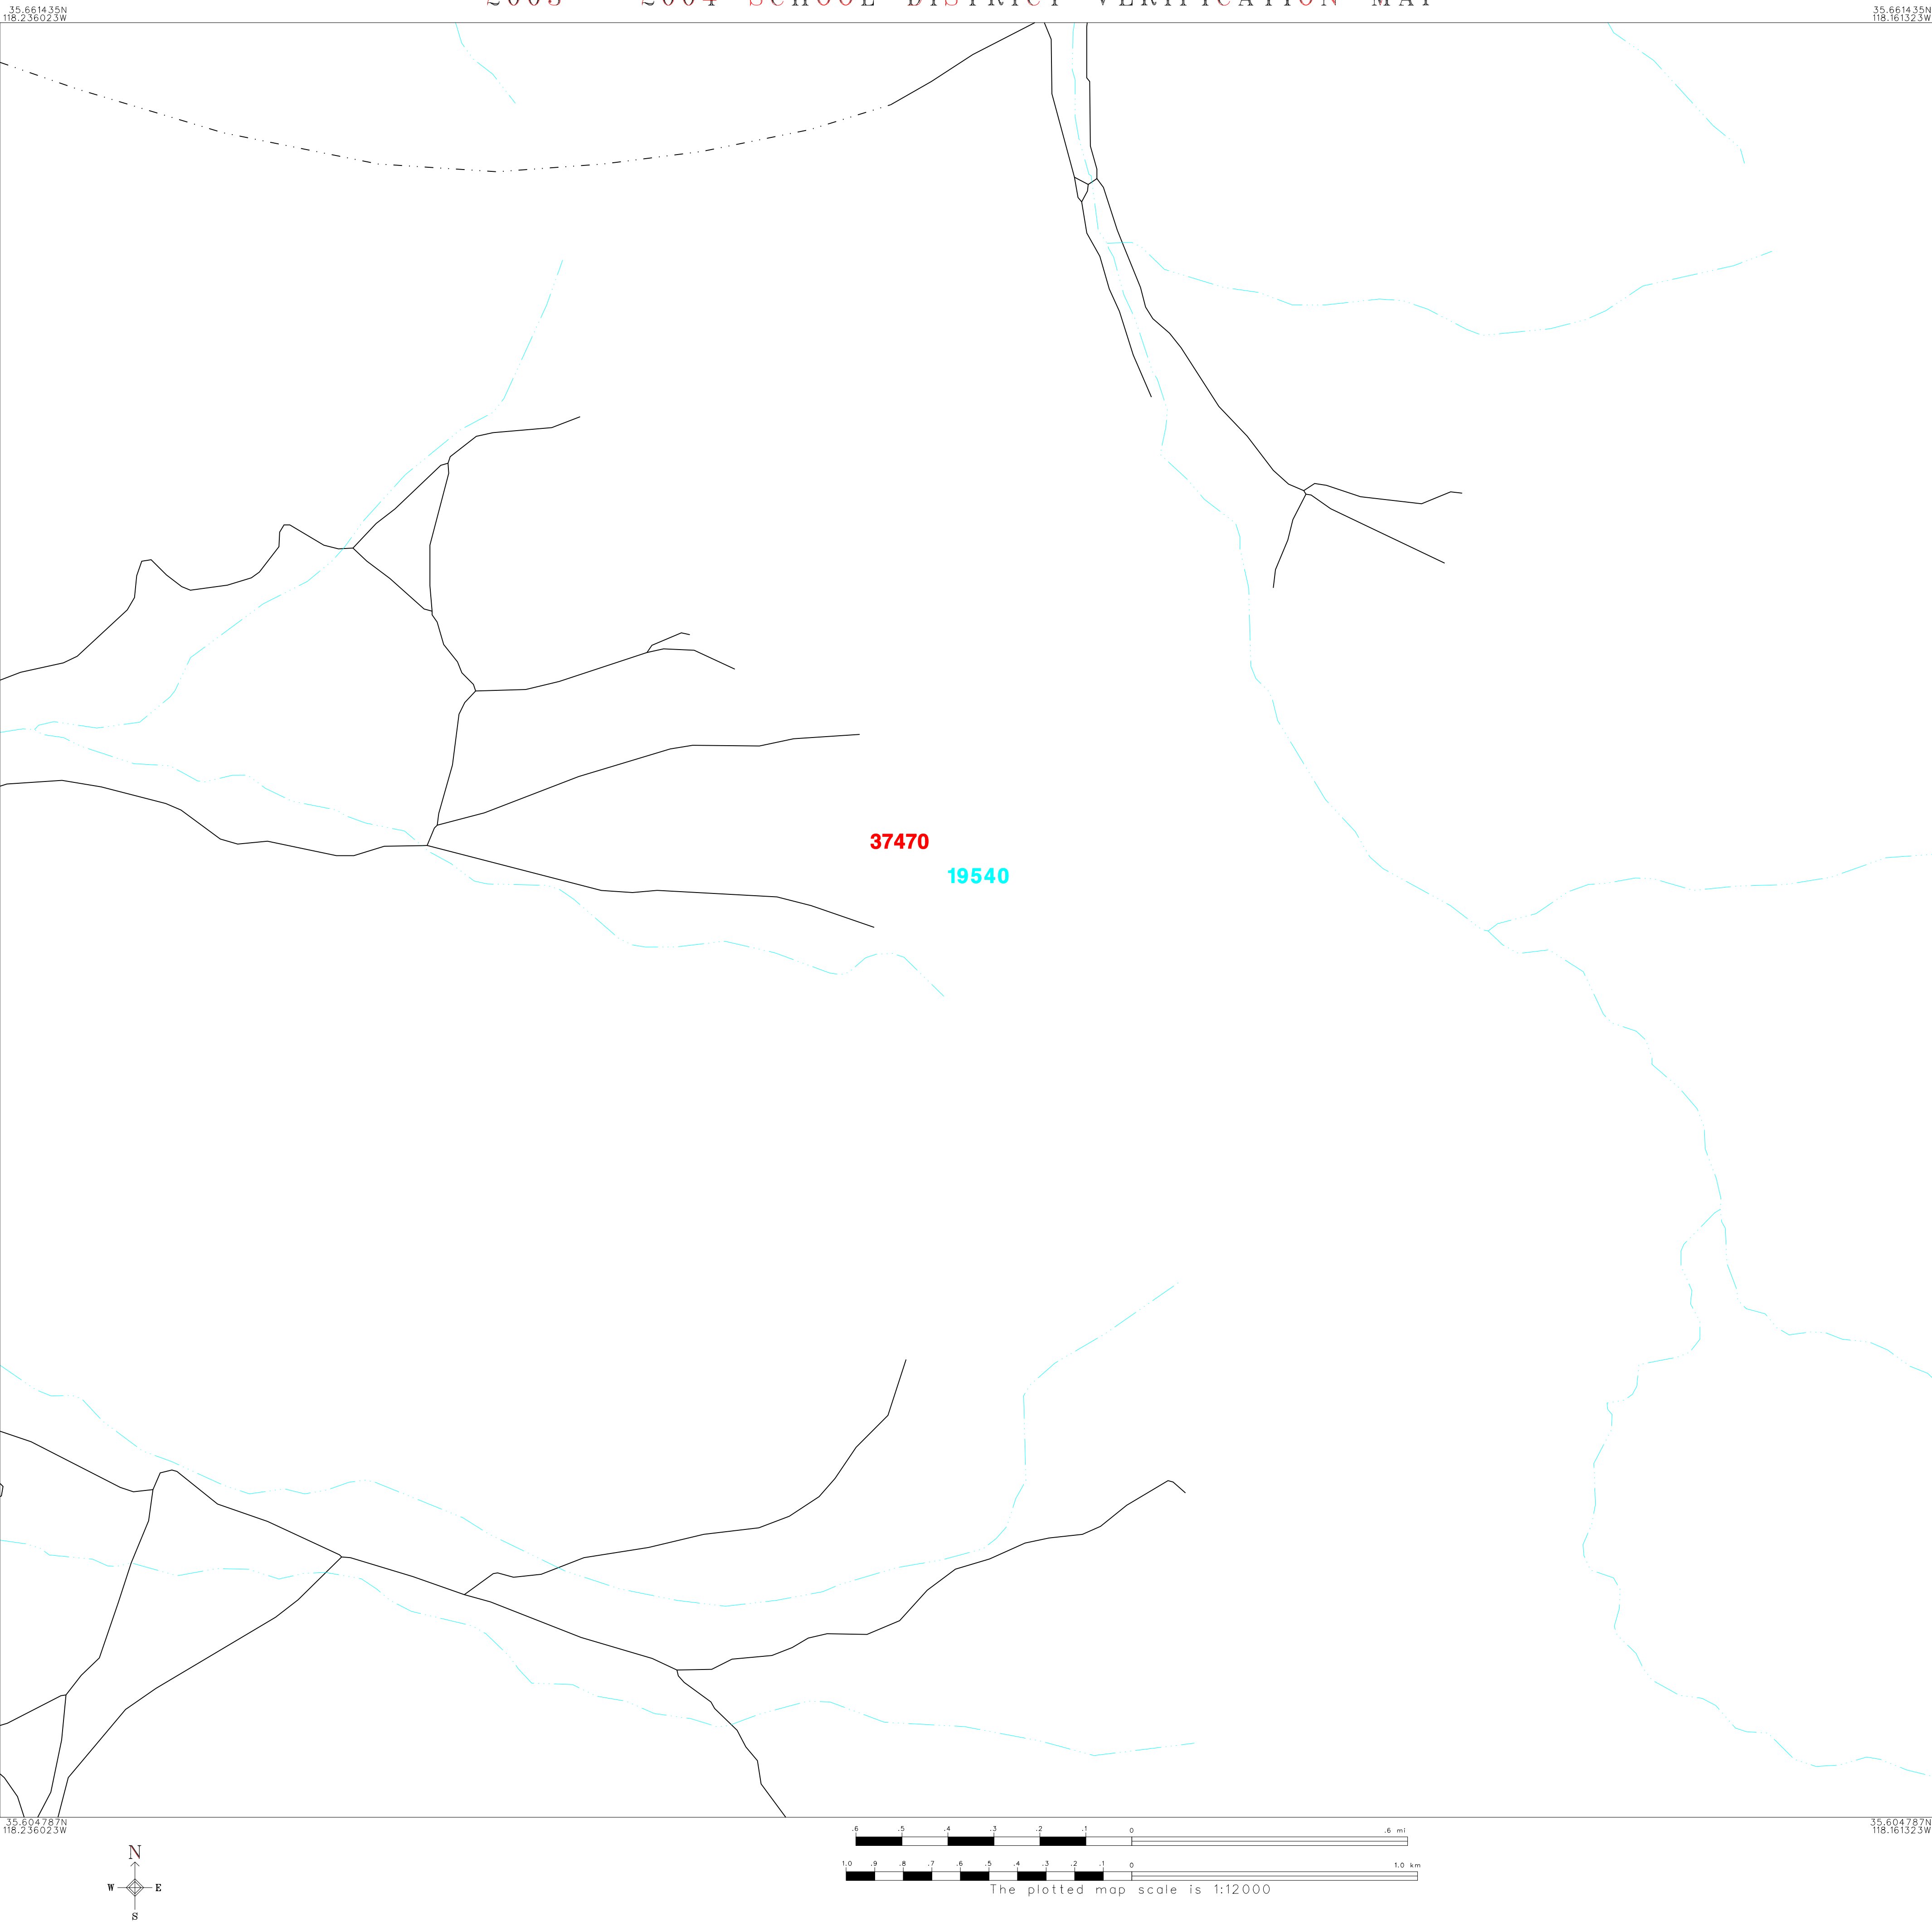 2003 2004 SCHOOL DISTRICT VERIFICATION MAP
35.661435N
118.236023W
35.661435N
118.161323W
37470
19540
35.604787N
118.236023W
35.604787N
118.161323W
.6 .5 .4 .3 .2 .1 0 .6 mi
1.0 .9 .8 .7 .6 .5 .4 .3 .2 .1 0 1.0 km
The plotted map scale is 1:12000
N
W E
S